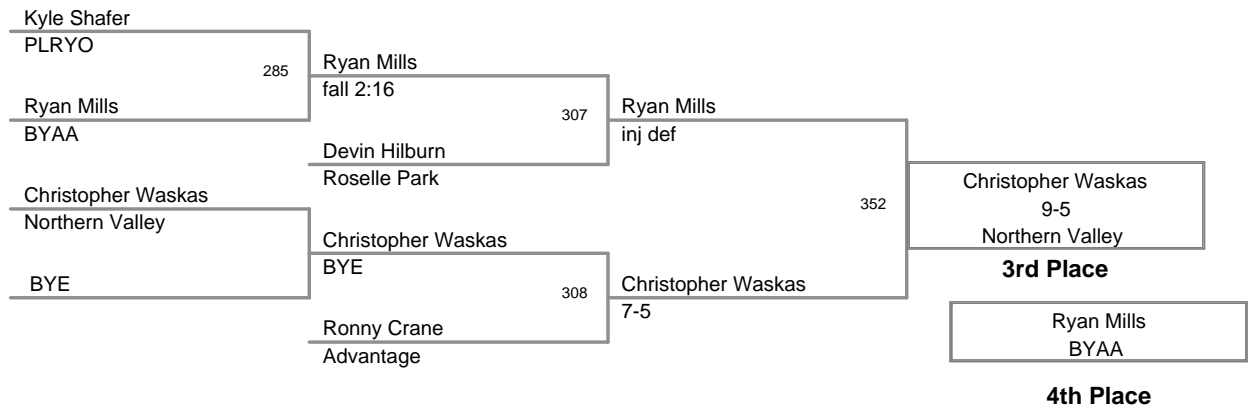 Kyle Shafer
PLRYO
285
Ryan Mills
BYAA
Christopher Waskas
Northern Valley
BYE
Ryan Mills
fall 2:16
307
Devin Hilburn
Roselle Park
Christopher Waskas
BYE
308
Ronny Crane
Advantage
Ryan Mills
inj def
352
Christopher Waskas
7-5
Christopher Waskas
9-5
Northern Valley
3rd Place
Ryan Mills
BYAA
4th Place